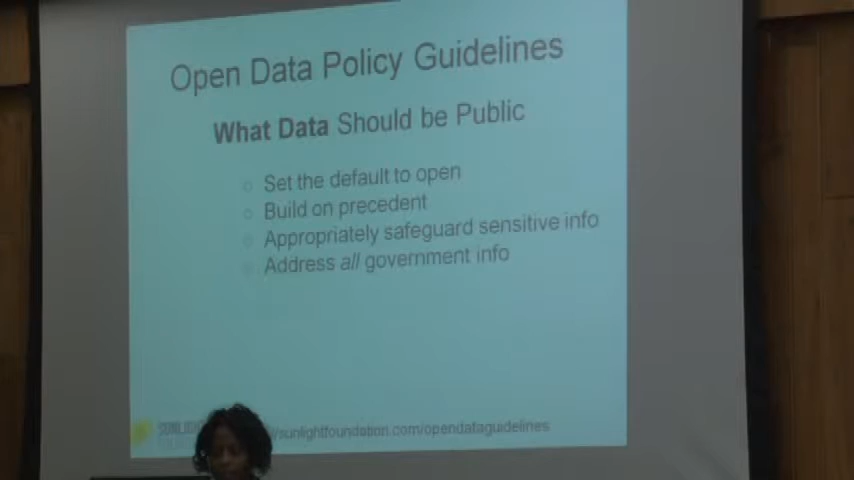 Open Data Policy Guidelines
What Data Should be Public
○ Set the default to open
○ Build on precedent
○ Appropriately safeguard sensitive info
○ Address all government info
/sunlightfoundation.com/opendataguidelines